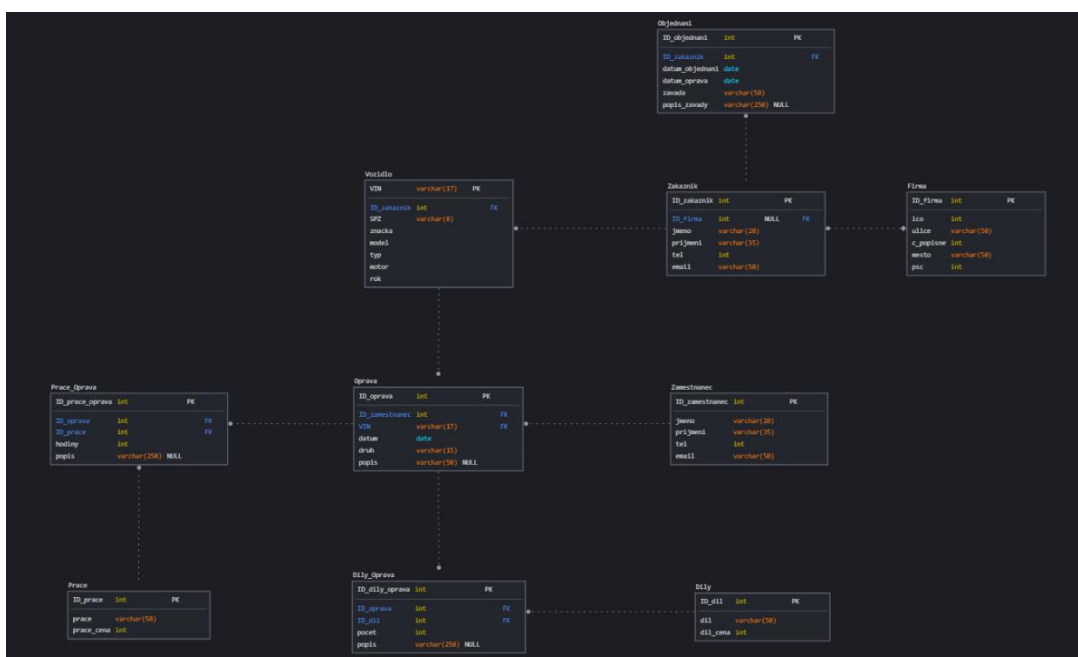 Objednani
ID_objednani int PK
ID_zakaznik int FK
datum_objednani date
datum_oprava date
zavada varchar(50)
popis_zavady varchar(250) NULL
Vozidlo
VIN varchar(17) PK
ID_zakaznik int FK
SPZ varchar(8)
znacka
model
typ
motor
rok
Zakaznik
ID_zakaznik int PK
ID_firma int NULL FK
jmeno varchar(20)
prijmeni varchar(35)
tel int
email varchar(50)
Firma
ID_firma int PK
ico int
ulice varchar(50)
c_popisne int
mesto varchar(50)
psc int
Prace_Oprava
ID_prace_oprava int PK
ID_oprava int FK
ID_prace int FK
hodiny int
popis varchar(250) NULL
Oprava
ID_oprava int PK
ID_zamestnanec int FK
VIN varchar(17) FK
datum date
druh varchar(15)
popis varchar(50) NULL
Zamestnanec
ID_zamestnanec int PK
jmeno varchar(20)
prijmeni varchar(35)
tel int
email varchar(50)
Prace
ID_prace int PK
prace varchar(50)
prace_cena int
Dily_Oprava
ID_dily_oprava int PK
ID_oprava int FK
ID_dil int FK
pocet int
popis varchar(250) NULL
Dily
ID_dil int PK
dil varchar(50)
dil_cena int